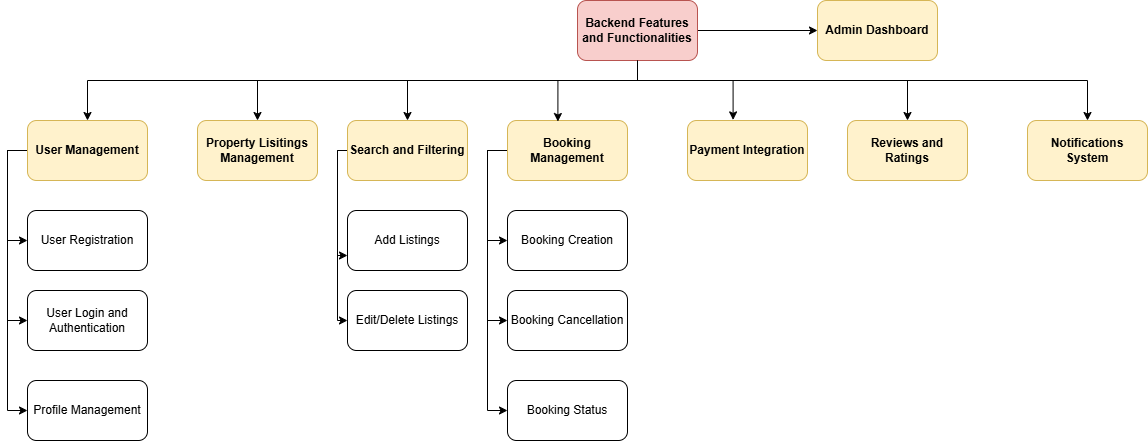 Backend Features
and Functionalities
Admin Dashboard
User Management
Property Lisitings
Management
Search and Filtering
Booking
Management
Payment Integration
Reviews and
Ratings
Notifications
System
User Registration
Add Listings
Booking Creation
User Login and
Authentication
Edit/Delete Listings
Booking Cancellation
Profile Management
Booking Status